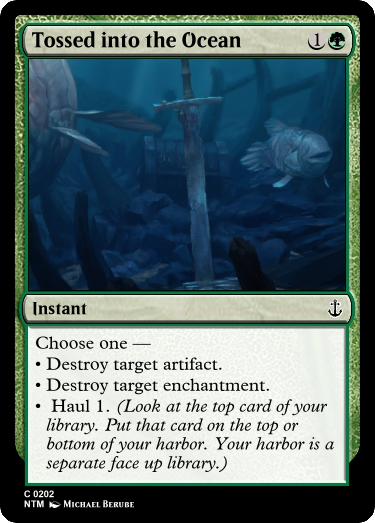 Tossed into the Ocean 1
Instant
Choose one —
• Destroy target artifact.
• Destroy target enchantment.
• Haul 1. (Look at the top card of your
library. Put that card on the top or
bottom of your harbor. Your harbor is a
separate face up library.)
C 0202
NTM Michael Berube